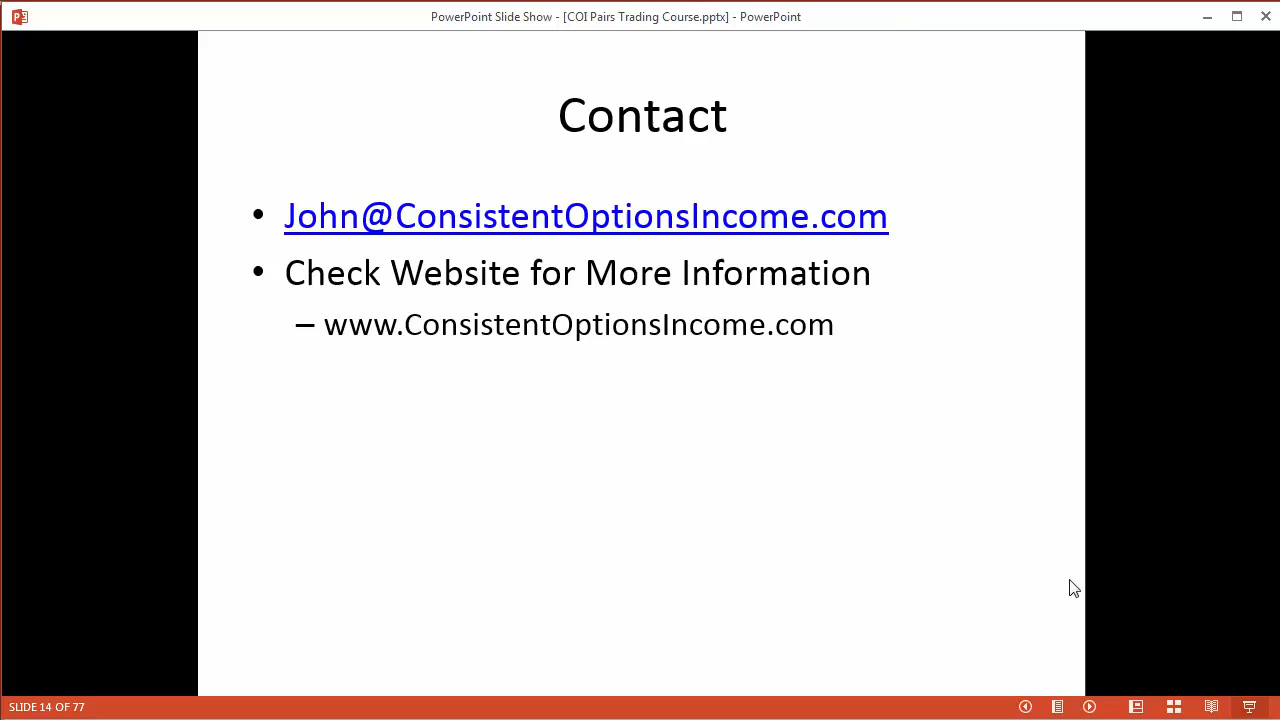 PowerPoint Slide Show - [COI Pairs Trading Course.pptx] - PowerPoint
Contact
• John@ConsistentOptionsIncome.com
• Check Website for More Information
– www.ConsistentOptionsIncome.com
SLIDE 14 OF 77